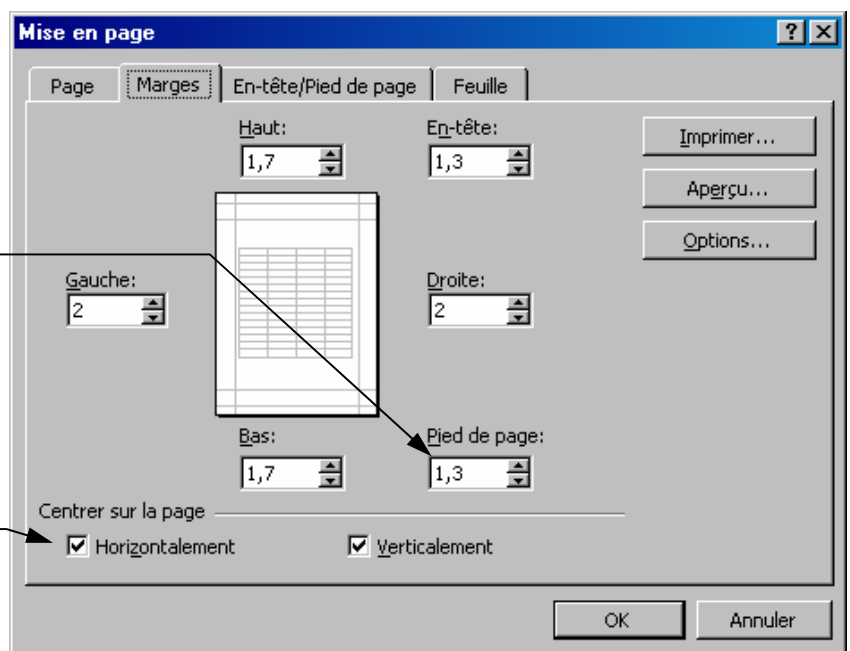 Mise en page
Page Marges En-tête/Pied de page Feuille
Haut: En-tête:
1,7 1,3
Imprimer...
Aperçu...
Options...
Gauche: Droite:
2 2
Bas: Pied de page:
1,7 1,3
Centrer sur la page
Horizontalement Verticalement
OK Annuler